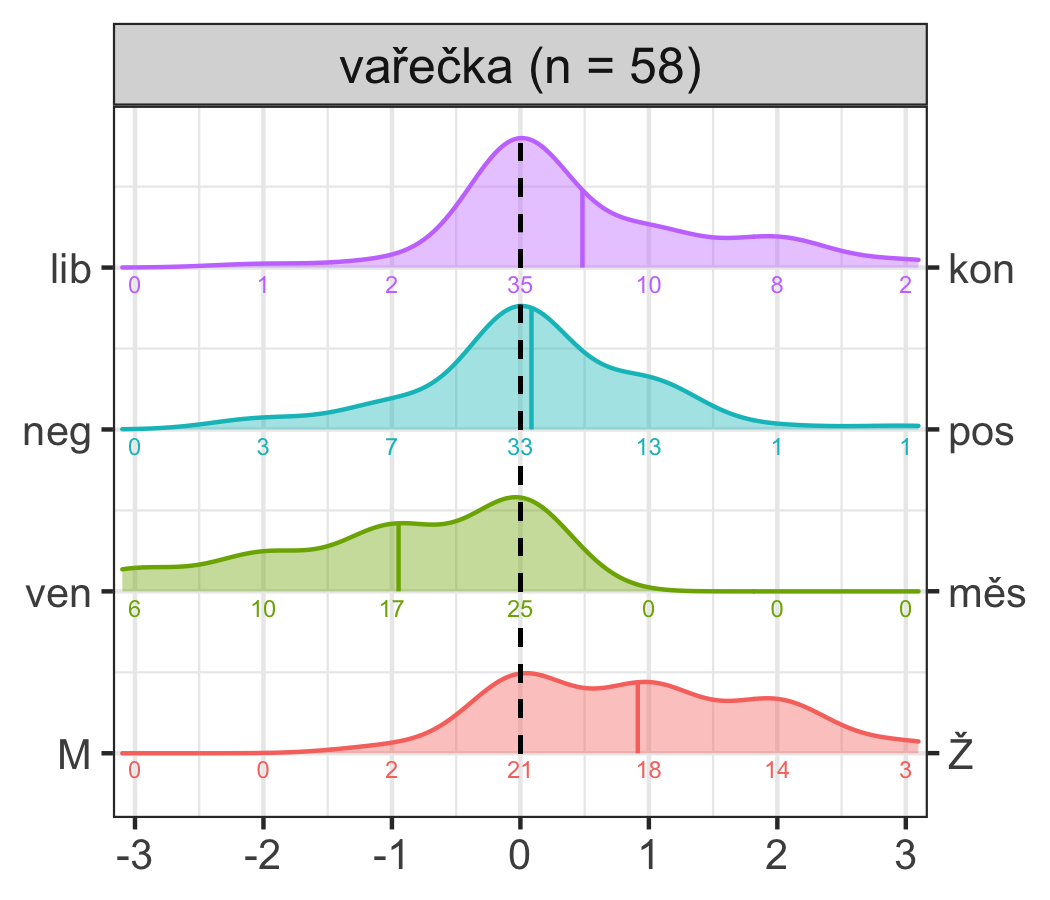 vařečka (n = 58)
lib kon
0 1 2 35 10 8 2
neg pos
0 3 7 33 13 1 1
ven měs
6 10 17 25 0 0 0
M Ž
0 0 2 21 18 14 3
-3 -2 -1 0 1 2 3